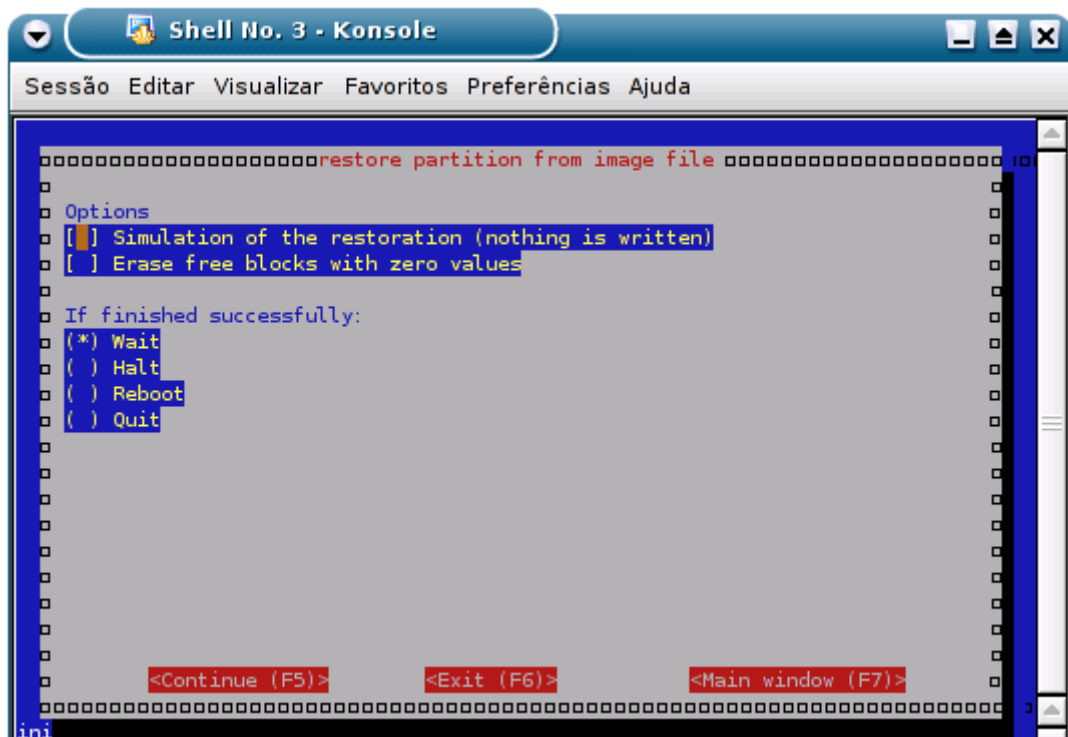 Shell No. 3 - Konsole
Sessão Editar Visualizar Favoritos Preferências Ajuda
restore partition from image file
Options
[ ] Simulation of the restoration (nothing is written)
[ ] Erase free blocks with zero values
If finished successfully:
(*) Wait
( ) Halt
( ) Reboot
( ) Quit
<Continue (F5)> <Exit (F6)> <Main window (F7)>
ini